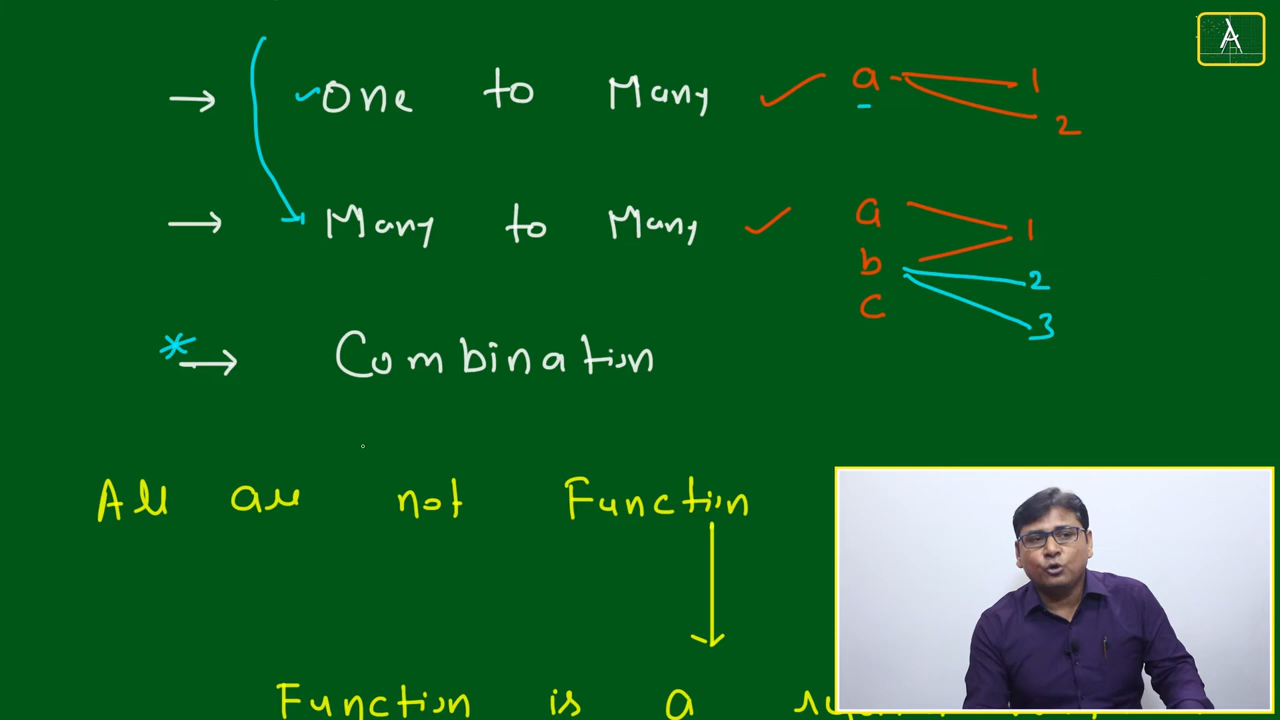 → One to Many ✓ a 1
2
→ Many to Many ✓ a 1
b 2
c 3
*→ Combination
All are not Function
Function is a